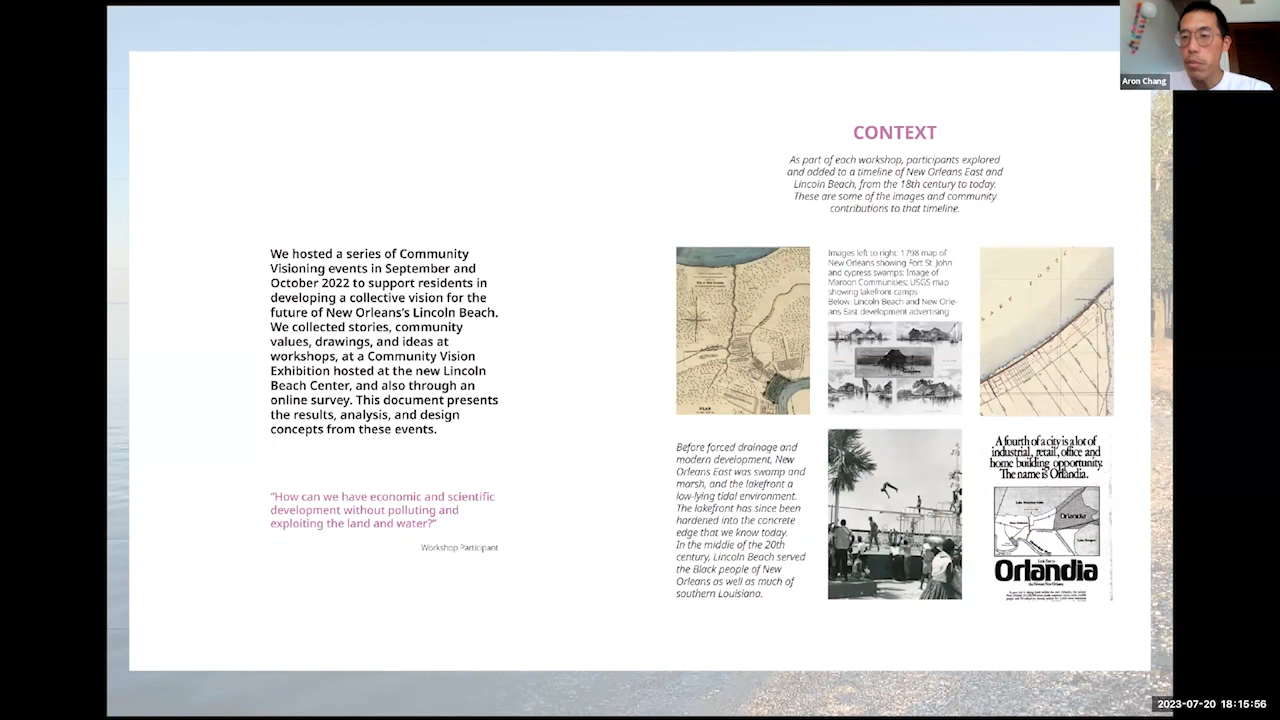 Aron Chang
We hosted a series of Community
Visioning events in September and
October 2022 to support residents in
developing a collective vision for the
future of New Orleans's Lincoln Beach.
We collected stories, community
values, drawings, and ideas at
workshops, at a Community Vision
Exhibition hosted at the new Lincoln
Beach Center, and also through an
online survey. This document presents
the results, analysis, and design
concepts from these events.
“How can we have economic and scientific
development without polluting and
exploiting the land and water?”
Workshop Participant
CONTEXT
As part of each workshop, participants explored
and added to a timeline of New Orleans East and
Lincoln Beach, from the 18th century to today.
These are some of the images and community
contributions to that timeline.
Images left to right: 1798 map of
New Orleans showing Fort St. John
and cypress swamps; Image of
Maroon Communities; USGS map
showing lakefront camps
Below: Lincoln Beach and New Orle-
ans East development advertising
PLAN
Before forced drainage and
modern development, New
Orleans East was swamp and
marsh, and the lakefront a
low-lying tidal environment.
The lakefront has since been
hardened into the concrete
edge that we know today.
In the middle of the 20th
century, Lincoln Beach served
the Black people of New
Orleans as well as much of
southern Louisiana.
A fourth of a city is a lot of
industrial, retail, office and
home building opportunity.
The name is Orlandia.
Orlandia
Orlandia
2023-07-20 18:15:56